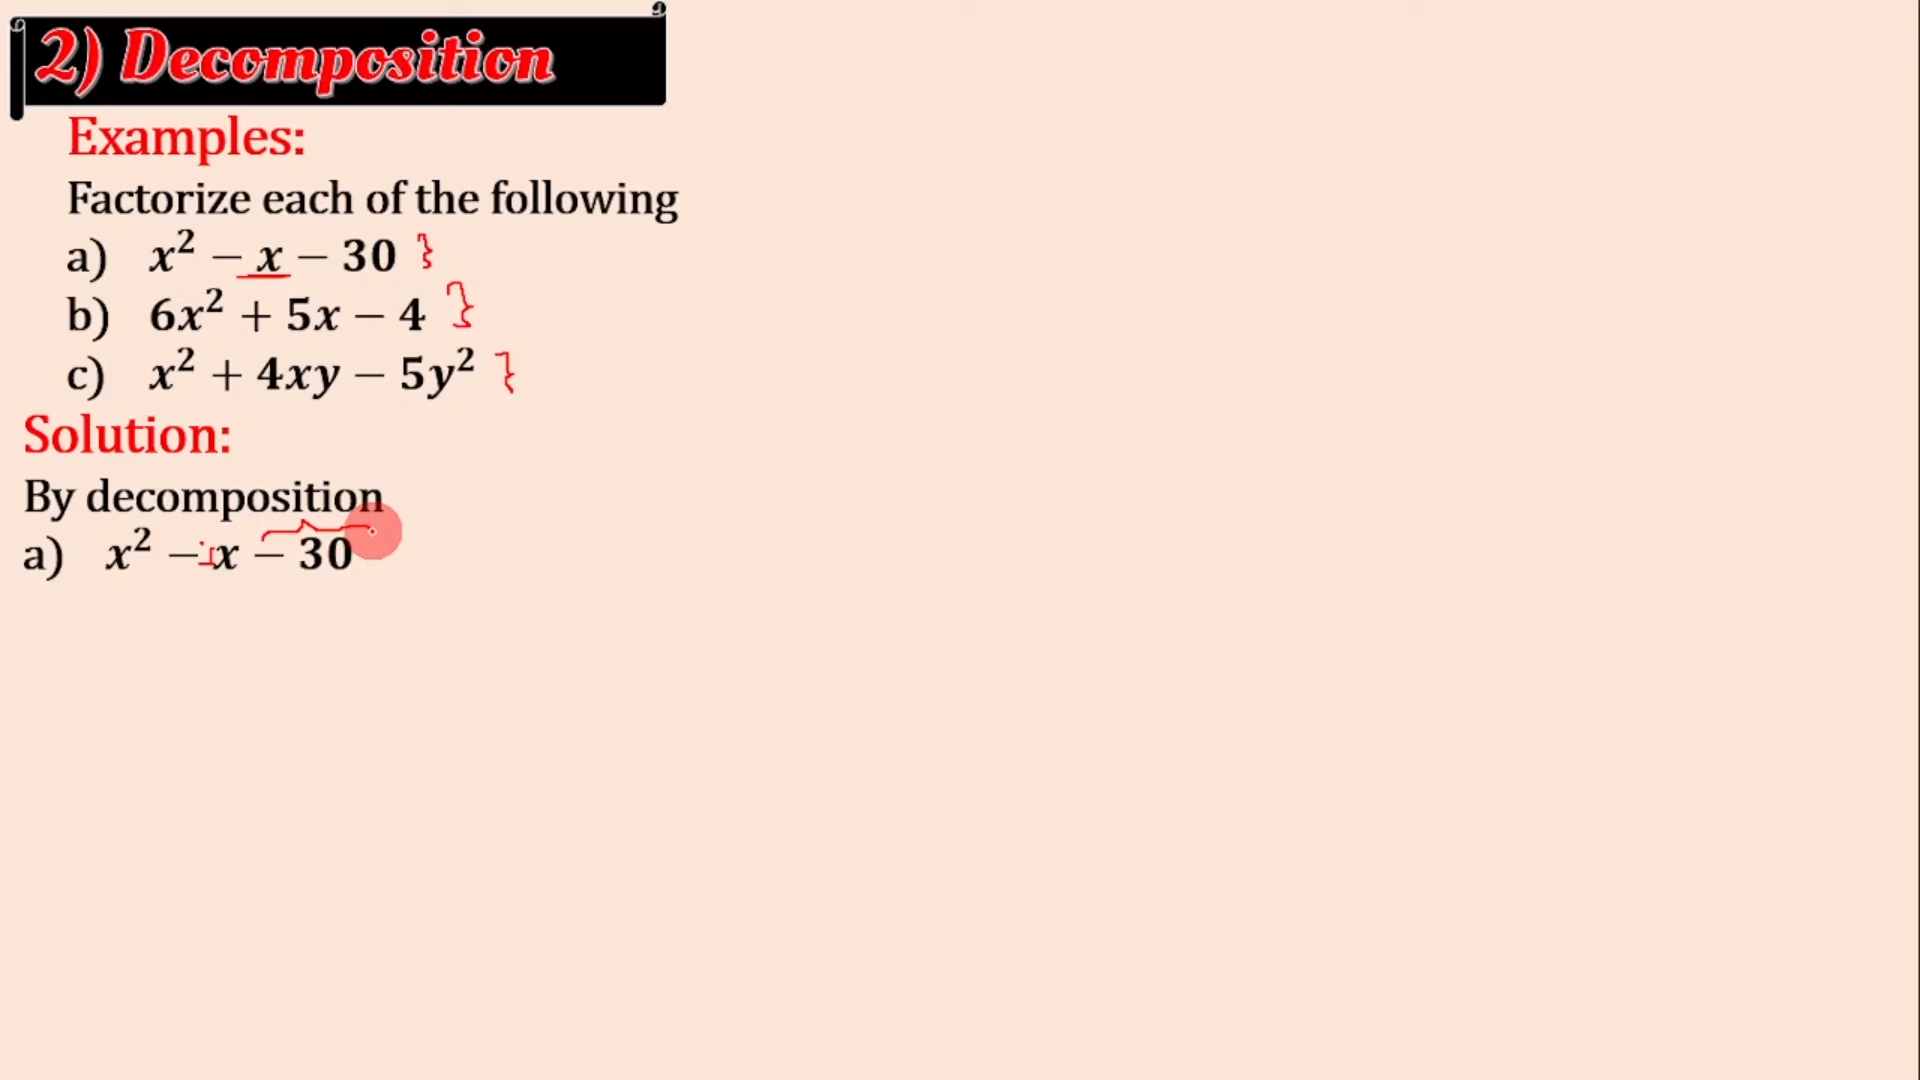 2) Decomposition
Examples:
Factorize each of the following
a) x² − x − 30 }
b) 6x² + 5x − 4 }
c) x² + 4xy − 5y² }
Solution:
By decomposition
a) x² − 1x − 30